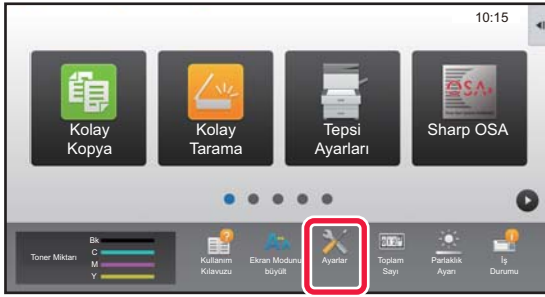 10:15
Kolay
Kopya
Kolay
Tarama
Tepsi
Ayarları
OSA
Sharp OSA
Toner Miktarı
Bk
C
M
Y
Kullanım
Kılavuzu
Ekran Modunu
büyült
Ayarlar
Toplam
Sayı
Parlaklık
Ayarı
İş
Durumu